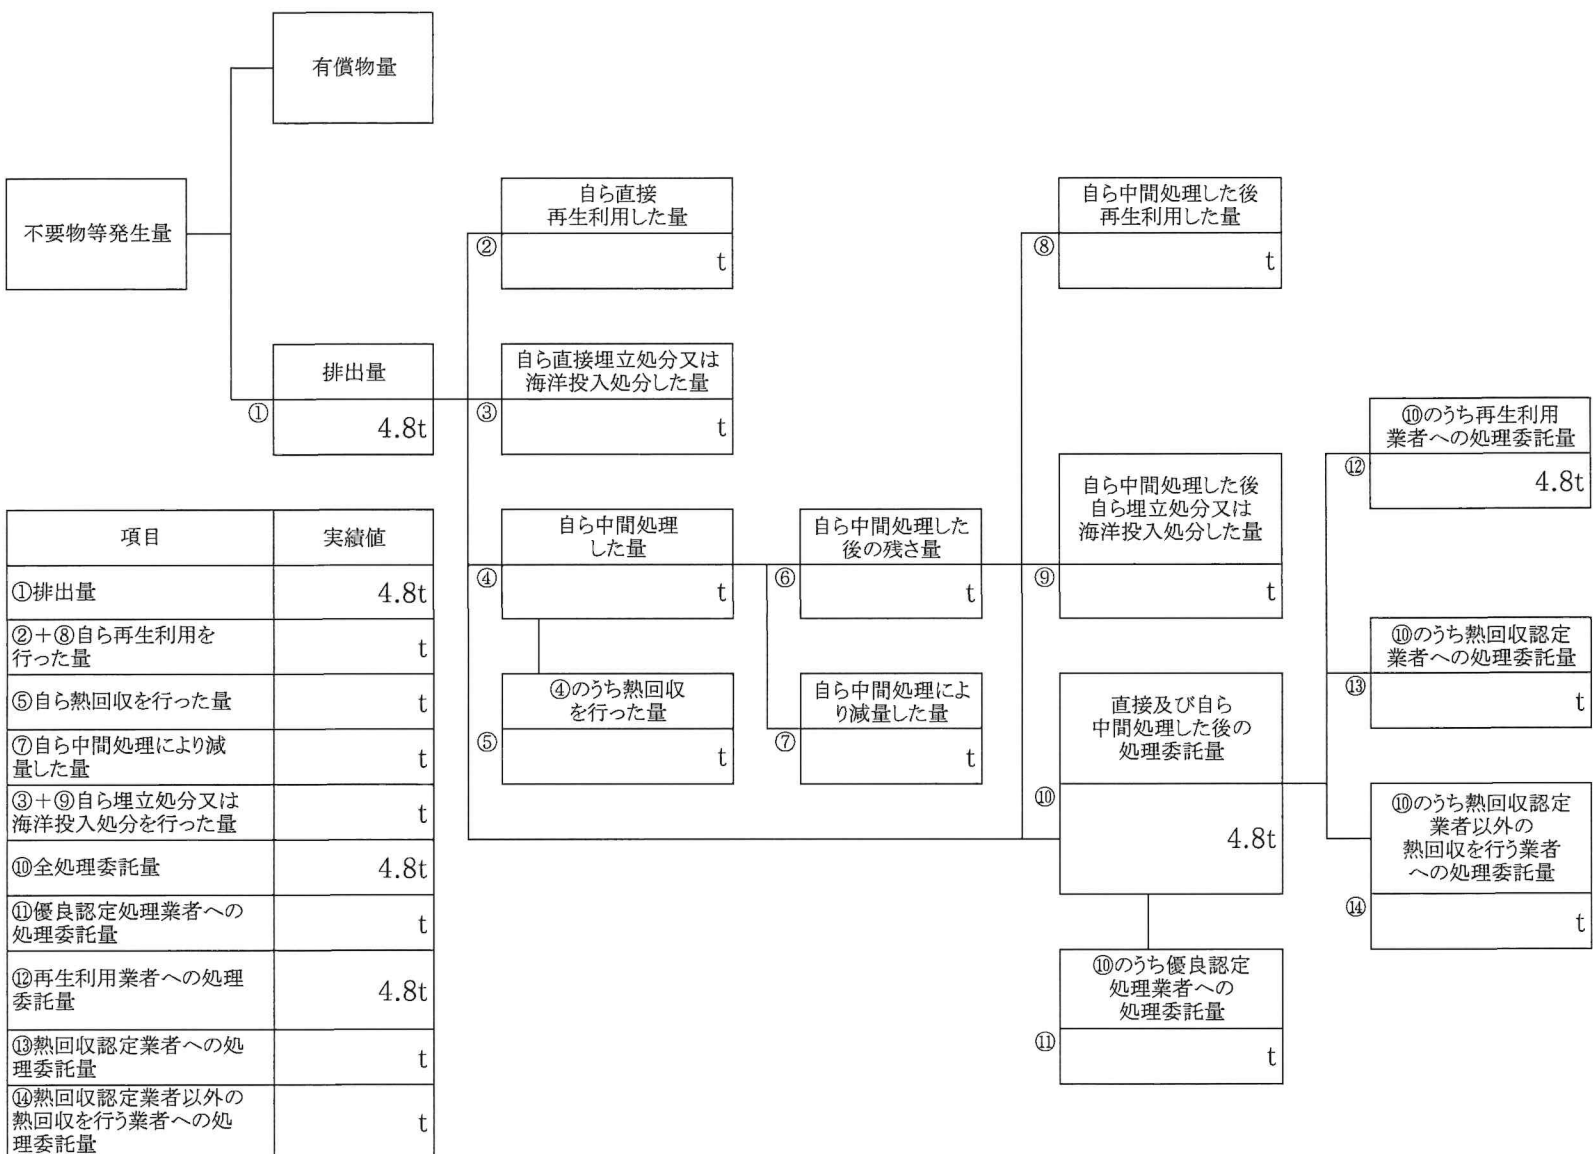 有償物量
不要物等発生量
排出量
①
4.8t
自ら直接
再生利用した量
②
t
自ら直接埋立処分又は
海洋投入処分した量
③
t
自ら中間処理
した量
④
t
④のうち熱回収
を行った量
⑤
t
自ら中間処理した
後の残さ量
⑥
t
自ら中間処理によ
り減量した量
⑦
t
自ら中間処理した後
再生利用した量
⑧
t
自ら中間処理した後
自ら埋立処分又は
海洋投入処分した量
⑨
t
直接及び自ら
中間処理した後の
処理委託量
⑩
4.8t
⑩のうち優良認定
処理業者への
処理委託量
⑪
t
⑩のうち再生利用
業者への処理委託量
⑫
4.8t
⑩のうち熱回収認定
業者への処理委託量
⑬
t
⑩のうち熱回収認定
業者以外の
熱回収を行う業者
への処理委託量
⑭
t
項目 実績値
①排出量 4.8t
②+⑧自ら再生利用を
行った量 t
⑤自ら熱回収を行った量 t
⑦自ら中間処理により減
量した量 t
③+⑨自ら埋立処分又は
海洋投入処分を行った量 t
⑩全処理委託量 4.8t
⑪優良認定処理業者への
処理委託量 t
⑫再生利用業者への処理
委託量 4.8t
⑬熱回収認定業者への処
理委託量 t
⑭熱回収認定業者以外の
熱回収を行う業者への処
理委託量 t